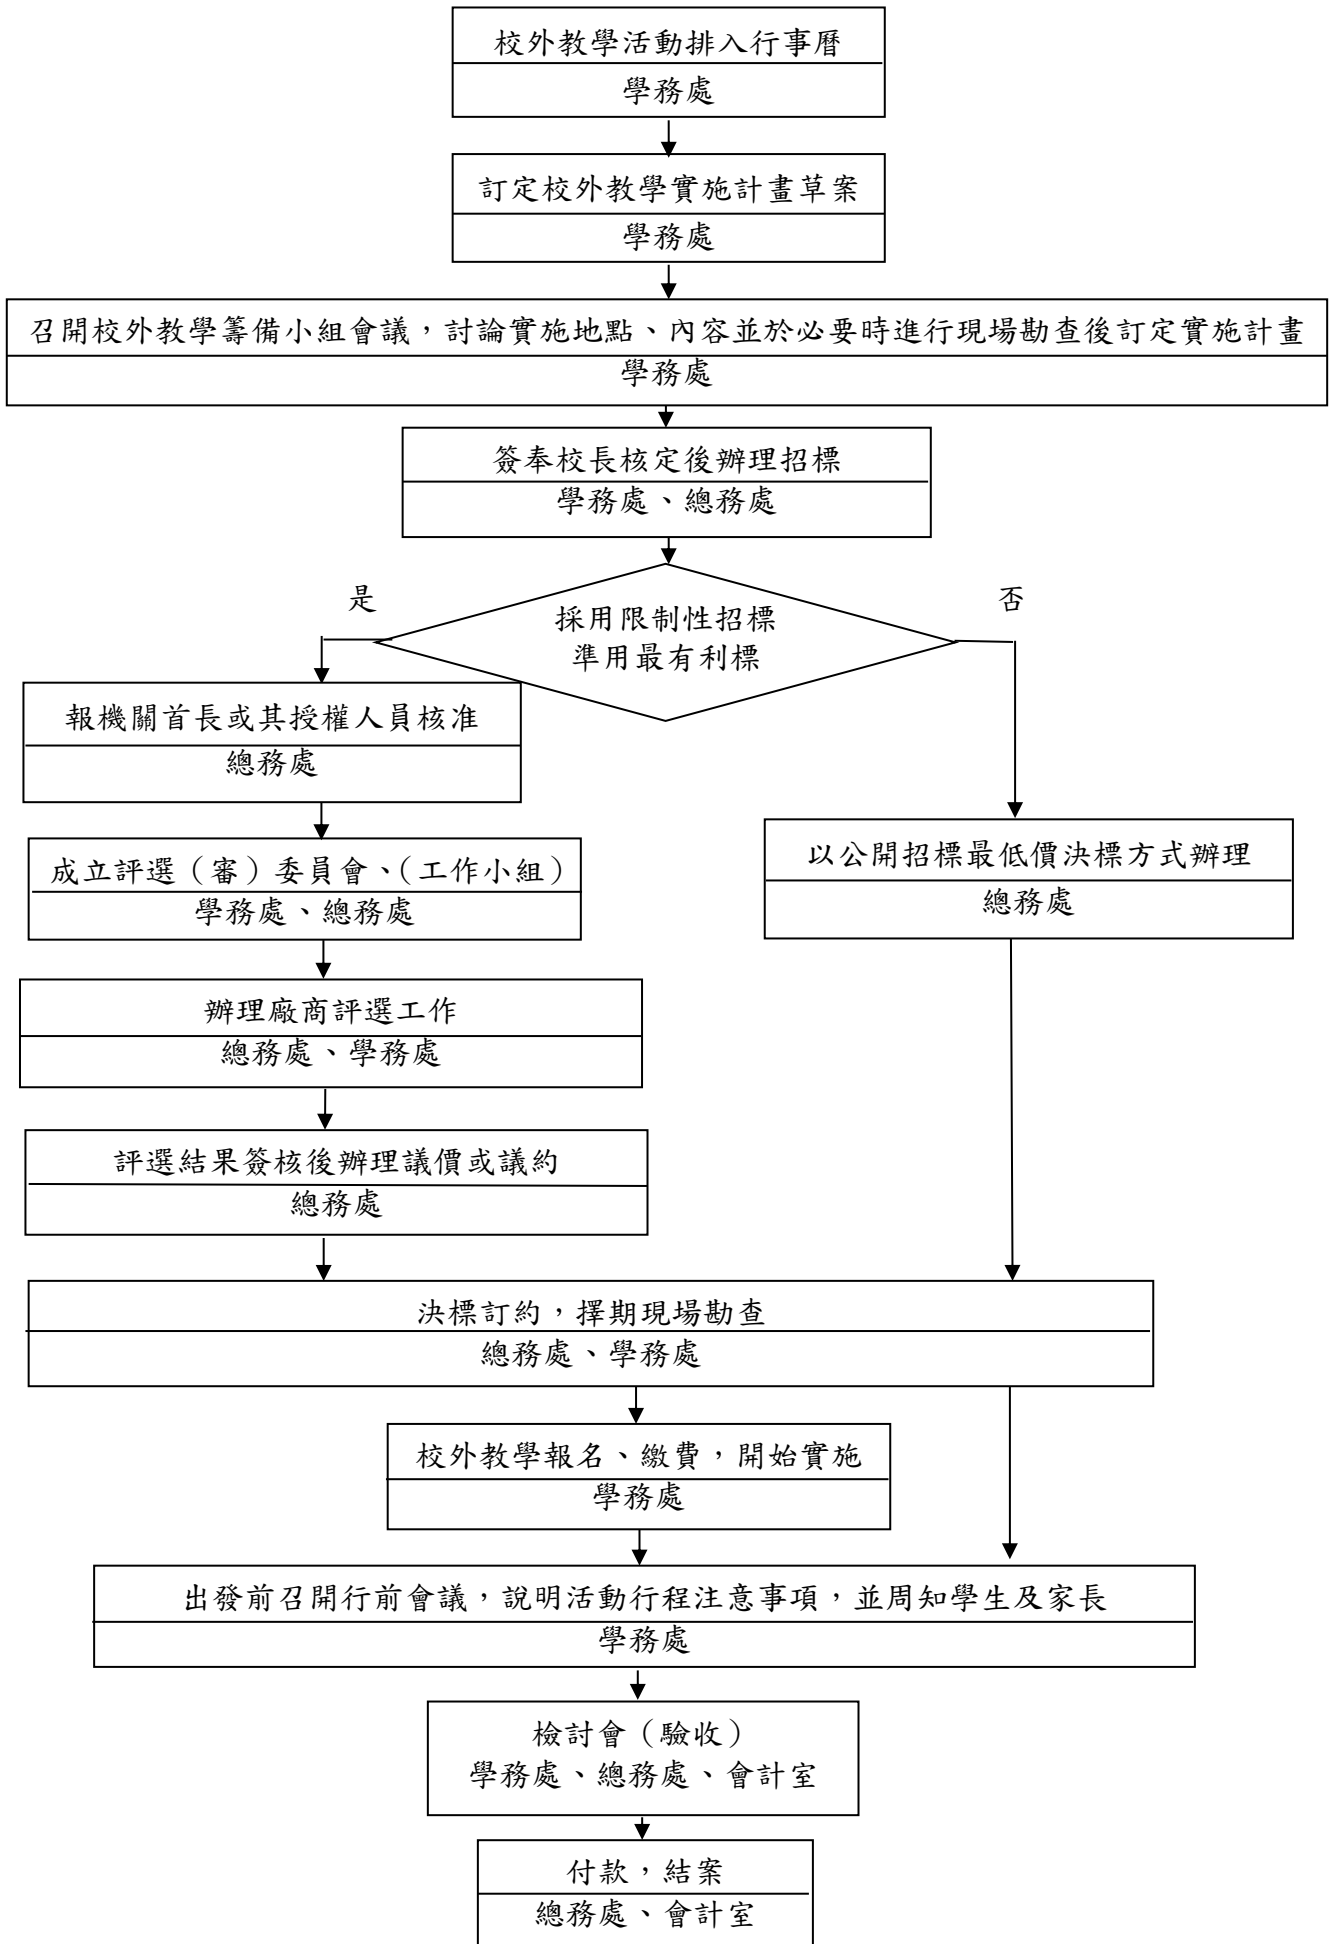 校外教學活動排入行事曆
學務處
訂定校外教學實施計畫草案
學務處
召開校外教學籌備小組會議，討論實施地點、內容並於必要時進行現場勘查後訂定實施計畫
學務處
簽奉校長核定後辦理招標
學務處、總務處
是
否
採用限制性招標
準用最有利標
報機關首長或其授權人員核准
總務處
成立評選（審）委員會、（工作小組）
學務處、總務處
以公開招標最低價決標方式辦理
總務處
辦理廠商評選工作
總務處、學務處
評選結果簽核後辦理議價或議約
總務處
決標訂約，擇期現場勘查
總務處、學務處
校外教學報名、繳費，開始實施
學務處
出發前召開行前會議，說明活動行程注意事項，並周知學生及家長
學務處
檢討會（驗收）
學務處、總務處、會計室
付款，結案
總務處、會計室